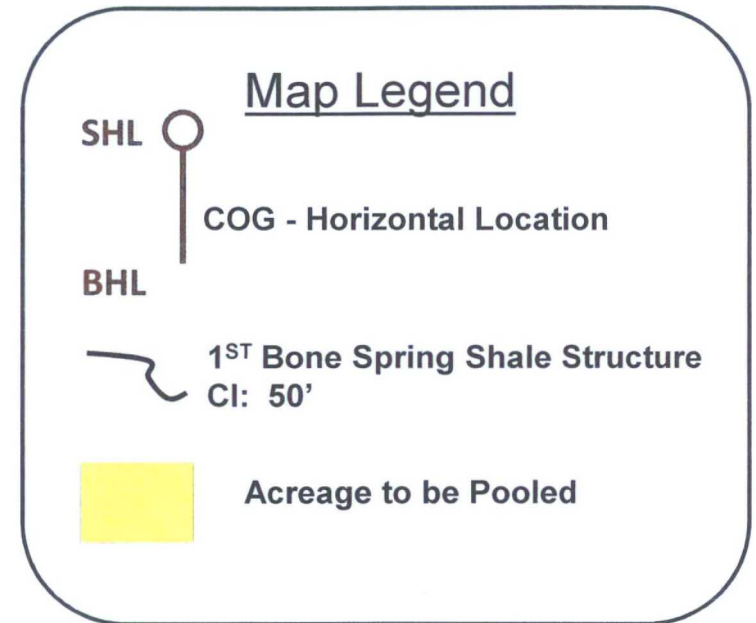 Map Legend
SHL
COG - Horizontal Location
BHL
1ST Bone Spring Shale Structure
CI: 50'
Acreage to be Pooled